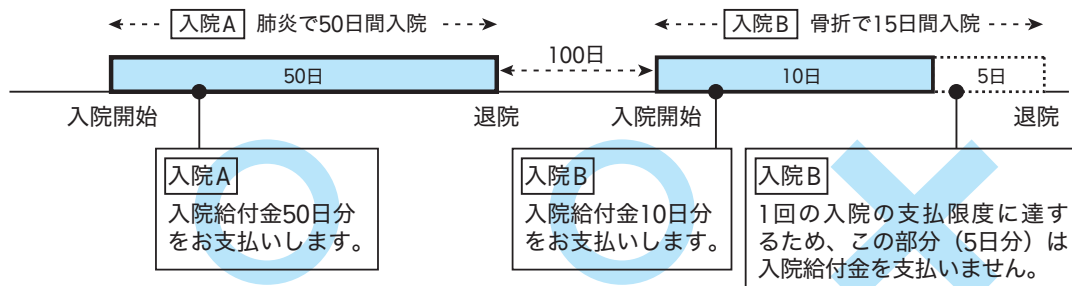 入院A 肺炎で50日間入院
入院B 骨折で15日間入院
50日
100日
10日
5日
入院開始
退院
入院開始
退院
入院A
入院給付金50日分
をお支払いします。
入院B
入院給付金10日分
をお支払いします。
入院B
1回の入院の支払限度に達す
るため、この部分（5日分）は
入院給付金を支払いません。